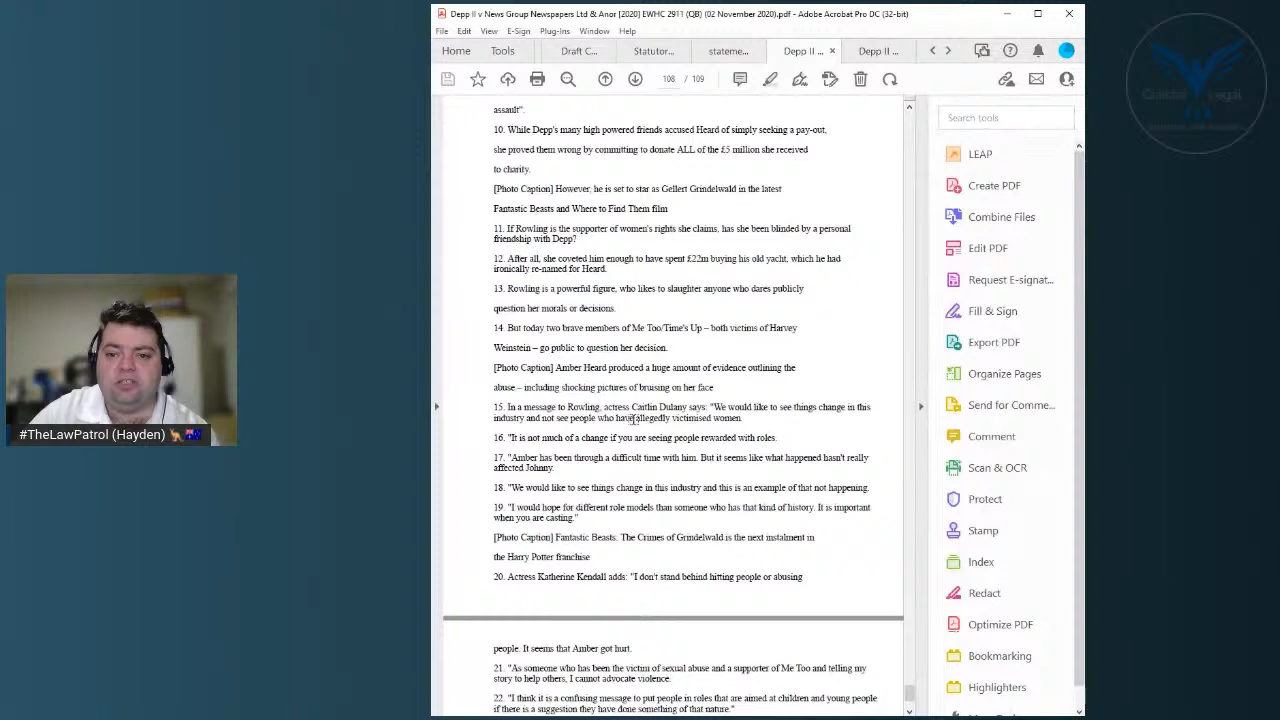 Depp II v News Group Newspapers Ltd & Anor [2020] EWHC 2911 (QB) (02 November 2020).pdf - Adobe Acrobat Pro DC (32-bit)
File Edit View E-Sign Plug-Ins Window Help
Home Tools Draft C... Statutor... stateme... Depp II ... × Depp II ...
108 / 109
assault".
10. While Depp's many high powered friends accused Heard of simply seeking a pay-out,
she proved them wrong by committing to donate ALL of the £5 million she received
to charity.
[Photo Caption] However, he is set to star as Gellert Grindelwald in the latest
Fantastic Beasts and Where to Find Them film
11. If Rowling is the supporter of women's rights she claims, has she been blinded by a personal
friendship with Depp?
12. After all, she coveted him enough to have spent £22m buying his old yacht, which he had
ironically re-named for Heard.
13. Rowling is a powerful figure, who likes to slaughter anyone who dares publicly
question her morals or decisions.
14. But today two brave members of Me Too/Time's Up – both victims of Harvey
Weinstein – go public to question her decision.
[Photo Caption] Amber Heard produced a huge amount of evidence outlining the
abuse – including shocking pictures of bruising on her face
15. In a message to Rowling, actress Caitlin Dulany says: "We would like to see things change in this
industry and not see people who have allegedly victimised women.
16. "It is not much of a change if you are seeing people rewarded with roles.
17. "Amber has been through a difficult time with him. But it seems like what happened hasn't really
affected Johnny.
18. "We would like to see things change in this industry and this is an example of that not happening.
19. "I would hope for different role models than someone who has that kind of history. It is important
when you are casting."
[Photo Caption] Fantastic Beasts: The Crimes of Grindelwald is the next instalment in
the Harry Potter franchise
20. Actress Katherine Kendall adds: "I don't stand behind hitting people or abusing
people. It seems that Amber got hurt.
21. "As someone who has been the victim of sexual abuse and a supporter of Me Too and telling my
story to help others, I cannot advocate violence.
22. "I think it is a confusing message to put people in roles that are aimed at children and young people
if there is a suggestion they have done something of that nature."
Search tools
LEAP
Create PDF
Combine Files
Edit PDF
Request E-signat...
Fill & Sign
Export PDF
Organize Pages
Send for Comme...
Comment
Scan & OCR
Protect
Stamp
Index
Redact
Optimize PDF
Bookmarking
Highlighters
#TheLawPatrol (Hayden) 🐪🇦🇺